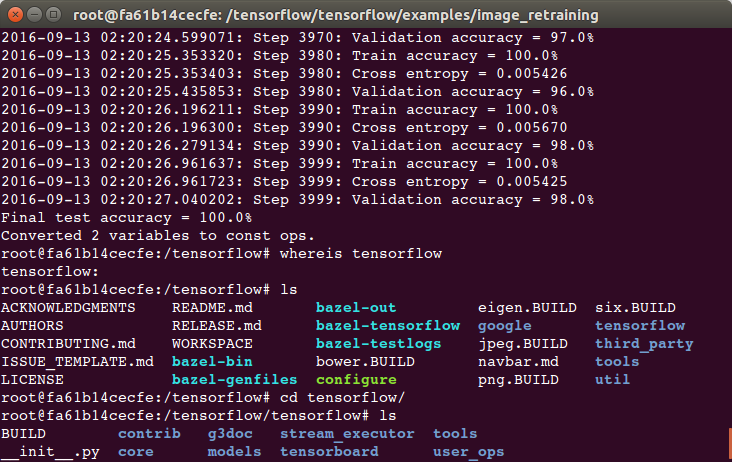 root@fa61b14cecfe: /tensorflow/tensorflow/examples/image_retraining
2016-09-13 02:20:24.599071: Step 3970: Validation accuracy = 97.0%
2016-09-13 02:20:25.353320: Step 3980: Train accuracy = 100.0%
2016-09-13 02:20:25.353403: Step 3980: Cross entropy = 0.005426
2016-09-13 02:20:25.435853: Step 3980: Validation accuracy = 96.0%
2016-09-13 02:20:26.196211: Step 3990: Train accuracy = 100.0%
2016-09-13 02:20:26.196300: Step 3990: Cross entropy = 0.005670
2016-09-13 02:20:26.279134: Step 3990: Validation accuracy = 98.0%
2016-09-13 02:20:26.961637: Step 3999: Train accuracy = 100.0%
2016-09-13 02:20:26.961723: Step 3999: Cross entropy = 0.005425
2016-09-13 02:20:27.040202: Step 3999: Validation accuracy = 98.0%
Final test accuracy = 100.0%
Converted 2 variables to const ops.
root@fa61b14cecfe:/tensorflow# whereis tensorflow
tensorflow:
root@fa61b14cecfe:/tensorflow# ls
ACKNOWLEDGMENTS README.md bazel-out eigen.BUILD six.BUILD
AUTHORS RELEASE.md bazel-tensorflow google tensorflow
CONTRIBUTING.md WORKSPACE bazel-testlogs jpeg.BUILD third_party
ISSUE_TEMPLATE.md bazel-bin bower.BUILD navbar.md tools
LICENSE bazel-genfiles configure png.BUILD util
root@fa61b14cecfe:/tensorflow# cd tensorflow/
root@fa61b14cecfe:/tensorflow/tensorflow# ls
BUILD contrib g3doc stream_executor tools
__init__.py core models tensorboard user_ops